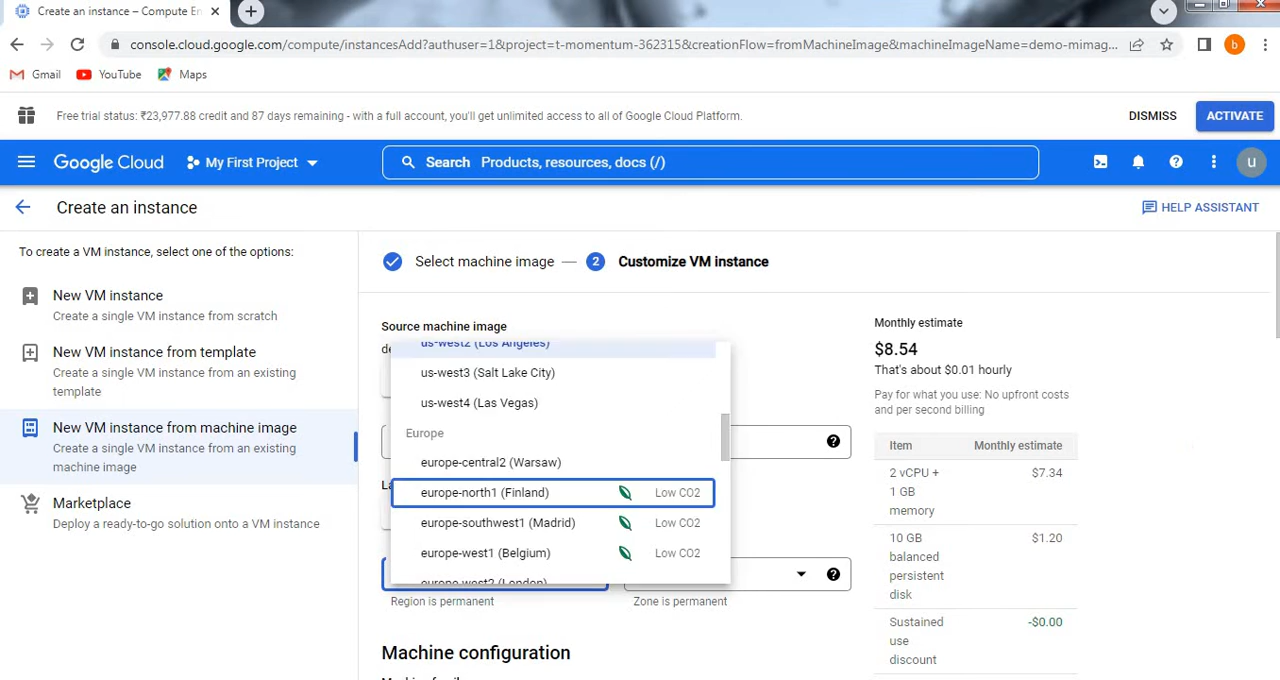 Create an instance – Compute En
console.cloud.google.com/compute/instancesAdd?authuser=1&project=t-momentum-362315&creationFlow=fromMachineImage&machineImageName=demo-mimag...
b
Gmail
YouTube
Maps
Free trial status: ₹23,977.88 credit and 87 days remaining - with a full account, you'll get unlimited access to all of Google Cloud Platform.
DISMISS
ACTIVATE
Google Cloud
My First Project
Search Products, resources, docs (/)
u
Create an instance
HELP ASSISTANT
To create a VM instance, select one of the options:
New VM instance
Create a single VM instance from scratch
New VM instance from template
Create a single VM instance from an existing
template
New VM instance from machine image
Create a single VM instance from an existing
machine image
Marketplace
Deploy a ready-to-go solution onto a VM instance
Select machine image
2 Customize VM instance
Source machine image
de
us-west2 (Los Angeles)
us-west3 (Salt Lake City)
us-west4 (Las Vegas)
Europe
europe-central2 (Warsaw)
La
europe-north1 (Finland) Low CO2
europe-southwest1 (Madrid) Low CO2
europe-west1 (Belgium) Low CO2
europe-west2 (London)
Region is permanent
Zone is permanent
Machine configuration
Monthly estimate
$8.54
That's about $0.01 hourly
Pay for what you use: No upfront
costs
and per second billing
Item Monthly estimate
2 vCPU + $7.34
1 GB
memory
10 GB $1.20
balanced
persistent
disk
Sustained -$0.00
use
discount